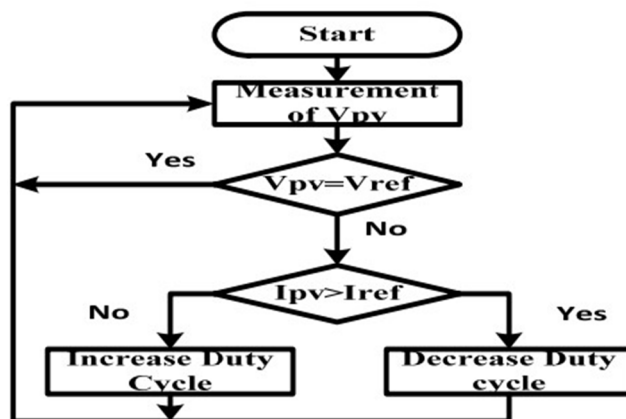 Start
Measurement
of Vpv
Yes
Vpv=Vref
No
Ipv>Iref
No
Yes
Increase Duty
Cycle
Decrease Duty
cycle